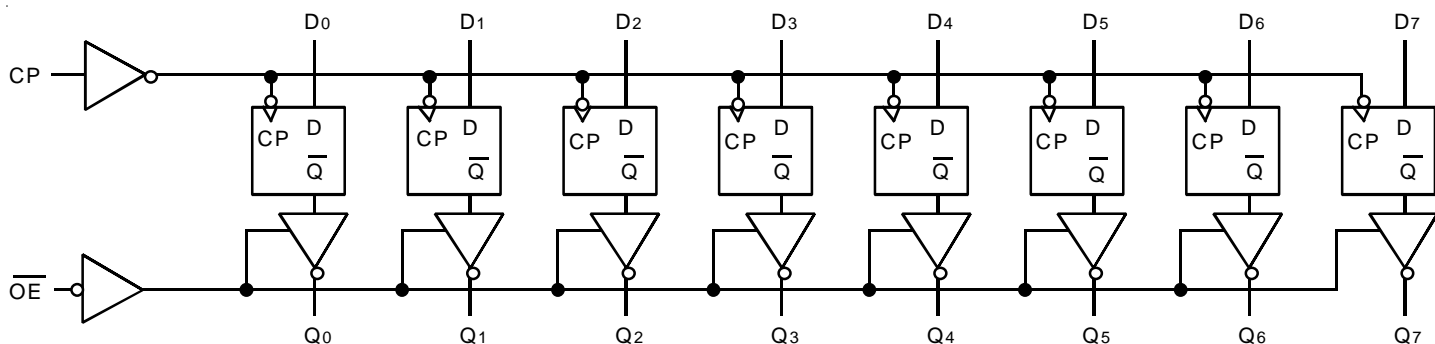 D0 D1 D2 D3 D4 D5 D6 D7
CP
CP D CP D CP D CP D CP D CP D CP D CP D
Q̅ Q̅ Q̅ Q̅ Q̅ Q̅ Q̅ Q̅
O̅E̅
Q0 Q1 Q2 Q3 Q4 Q5 Q6 Q7